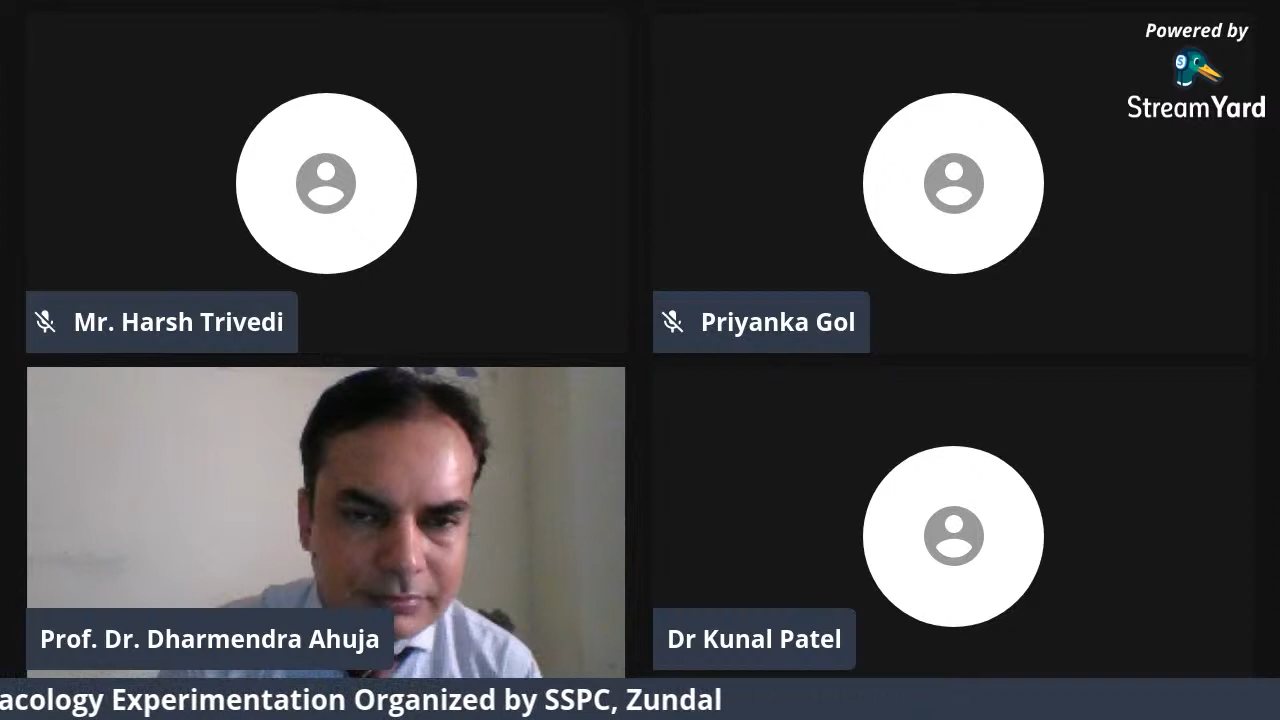 Powered by
StreamYard
Mr. Harsh Trivedi
Priyanka Gol
Prof. Dr. Dharmendra Ahuja
Dr Kunal Patel
acology Experimentation Organized by SSPC, Zundal